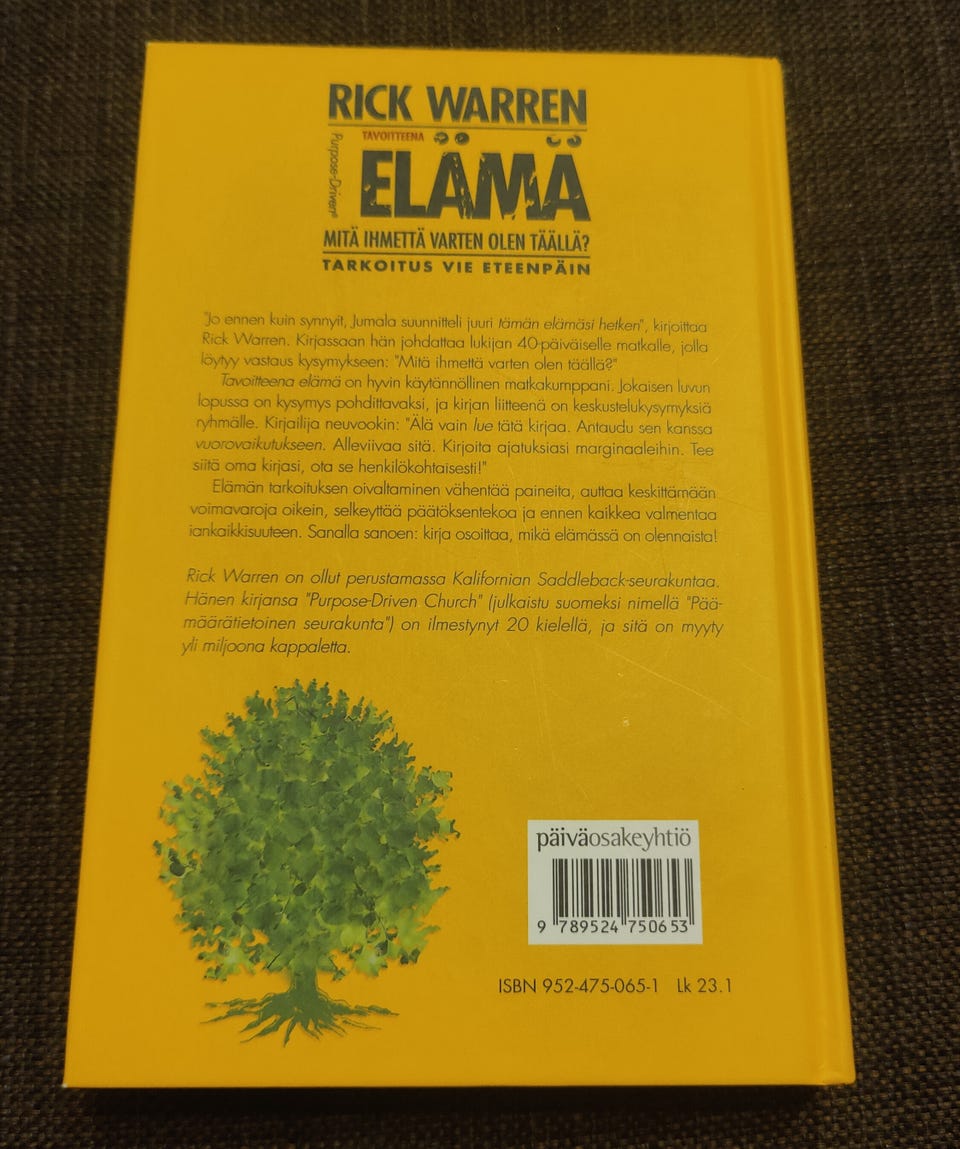 RICK WARREN
TAVOITTEENA
Purpose-Driven®
ELÄMÄ
MITÄ IHMETTÄ VARTEN OLEN TÄÄLLÄ?
TARKOITUS VIE ETEENPÄIN
"Jo ennen kuin synnyit, Jumala suunnitteli juuri tämän elämäsi hetken", kirjoittaa
Rick Warren. Kirjassaan hän johdattaa lukijan 40-päiväiselle matkalle, jolla
löytyy vastaus kysymykseen: "Mitä ihmettä varten olen täällä?"
Tavoitteena elämä on hyvin käytännöllinen matkakumppani. Jokaisen luvun
lopussa on kysymys pohdittavaksi, ja kirjan liitteenä on keskustelukysymyksiä
ryhmälle. Kirjailija neuvookin: "Älä vain lue tätä kirjaa. Antaudu sen kanssa
vuorovaikutukseen. Alleviivaa sitä. Kirjoita ajatuksiasi marginaaleihin. Tee
siitä oma kirjasi, ota se henkilökohtaisesti!"
Elämän tarkoituksen oivaltaminen vähentää paineita, auttaa keskittämään
voimavaroja oikein, selkeyttää päätöksentekoa ja ennen kaikkea valmentaa
iankaikkisuuteen. Sanalla sanoen: kirja osoittaa, mikä elämässä on olennaista!
Rick Warren on ollut perustamassa Kalifornian Saddleback-seurakuntaa.
Hänen kirjansa "Purpose-Driven Church" (julkaistu suomeksi nimellä "Pää-
määrätietoinen seurakunta") on ilmestynyt 20 kielellä, ja sitä on myyty
yli miljoona kappaletta.
päiväosakeyhtiö
9 789524 750653
ISBN 952-475-065-1 Lk 23.1